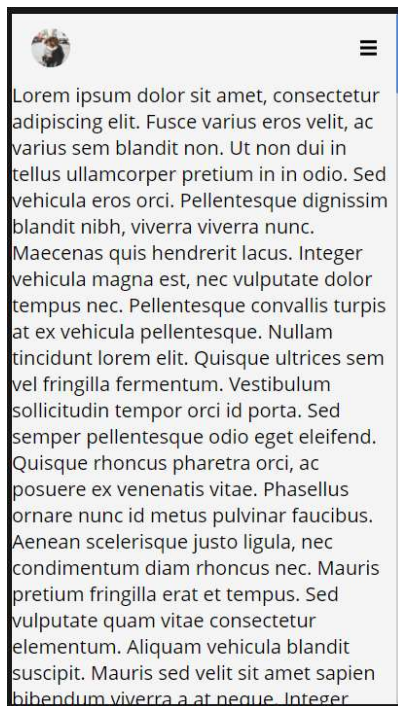 Lorem ipsum dolor sit amet, consectetur
adipiscing elit. Fusce varius eros velit, ac
varius sem blandit non. Ut non dui in
tellus ullamcorper pretium in in odio. Sed
vehicula eros orci. Pellentesque dignissim
blandit nibh, viverra viverra nunc.
Maecenas quis hendrerit lacus. Integer
vehicula magna est, nec vulputate dolor
tempus nec. Pellentesque convallis turpis
at ex vehicula pellentesque. Nullam
tincidunt lorem elit. Quisque ultrices sem
vel fringilla fermentum. Vestibulum
sollicitudin tempor orci id porta. Sed
semper pellentesque odio eget eleifend.
Quisque rhoncus pharetra orci, ac
posuere ex venenatis vitae. Phasellus
ornare nunc id metus pulvinar faucibus.
Aenean scelerisque justo ligula, nec
condimentum diam rhoncus nec. Mauris
pretium fringilla erat et tempus. Sed
vulputate quam vitae consectetur
elementum. Aliquam vehicula blandit
suscipit. Mauris sed velit sit amet sapien
bibendum viverra a at neque. Integer